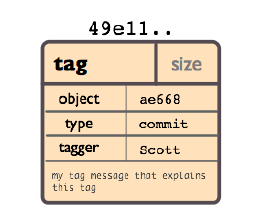 49e11..
tag size
object ae668
type commit
tagger Scott
my tag message that explains
this tag